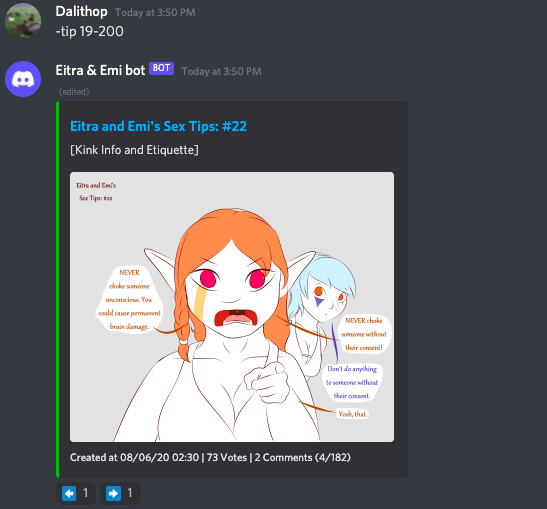 Dalithop Today at 3:50 PM
-tip 19-200
Eitra & Emi bot BOT Today at 3:50 PM
(edited)
Eitra and Emi's Sex Tips: #22
[Kink Info and Etiquette]
Eitra and Emi's
Sex Tips: #22
NEVER
choke someone
unconscious. You
could cause permanent
brain damage.
NEVER choke
someone without
their consent!
Don't do anything
to someone without
their consent.
Yeah, that.
Created at 08/06/20 02:30 | 73 Votes | 2 Comments (4/182)
1 1